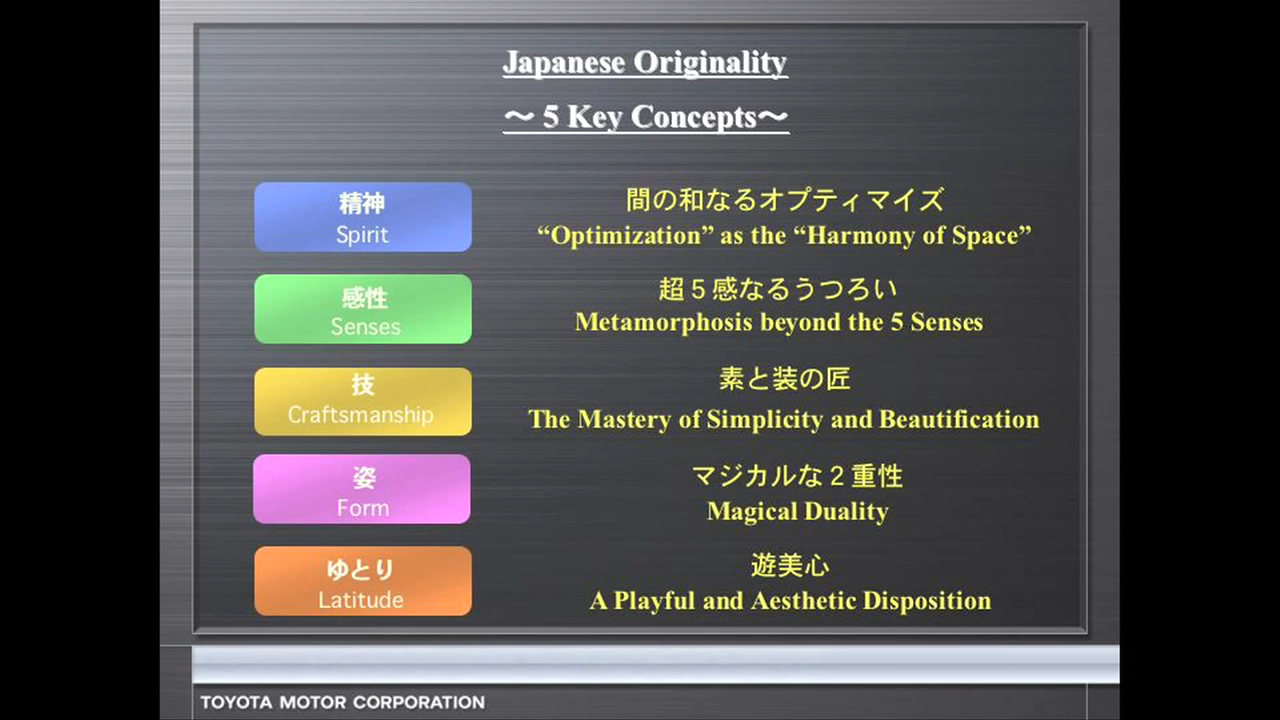 Japanese Originality
～ 5 Key Concepts～
精神
Spirit
間の和なるオプティマイズ
“Optimization” as the “Harmony of Space”
感性
Senses
超５感なるうつろい
Metamorphosis beyond the 5 Senses
技
Craftsmanship
素と装の匠
The Mastery of Simplicity and Beautification
姿
Form
マジカルな２重性
Magical Duality
ゆとり
Latitude
遊美心
A Playful and Aesthetic Disposition
TOYOTA MOTOR CORPORATION